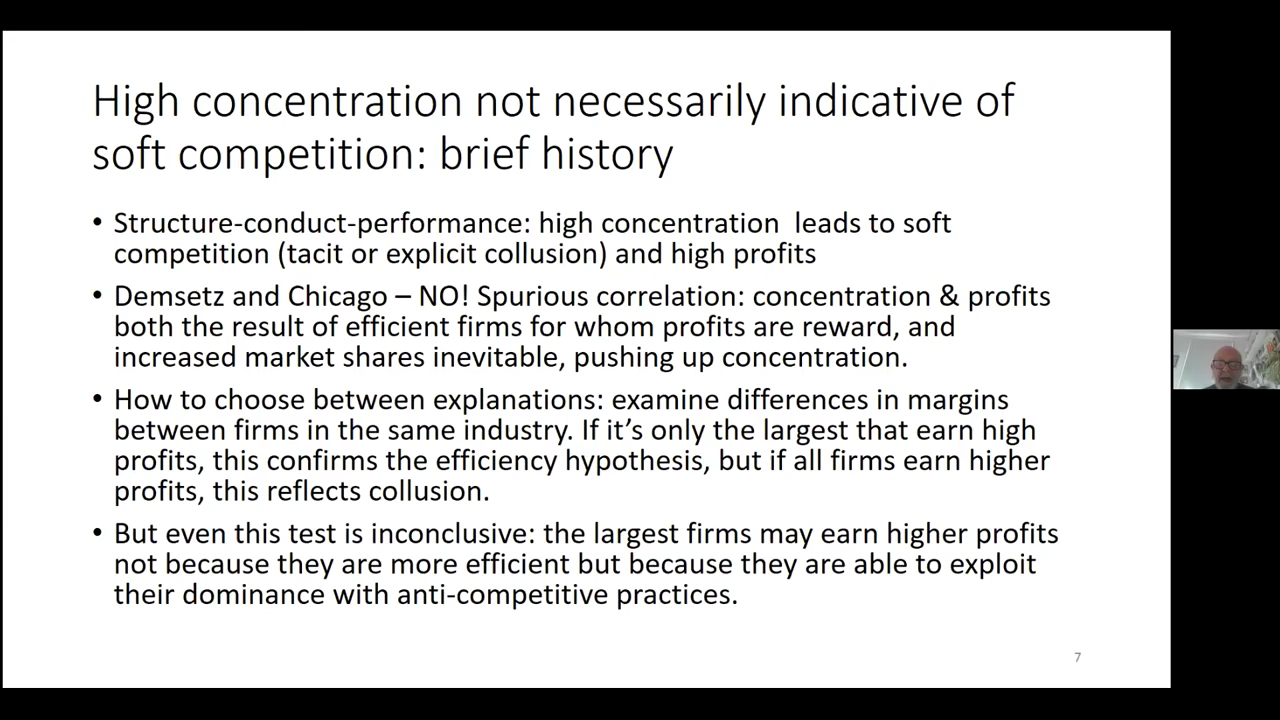 High concentration not necessarily indicative of
soft competition: brief history
• Structure-conduct-performance: high concentration  leads to soft
competition (tacit or explicit collusion) and high profits
• Demsetz and Chicago – NO! Spurious correlation: concentration & profits
both the result of efficient firms for whom profits are reward, and
increased market shares inevitable, pushing up concentration.
• How to choose between explanations: examine differences in margins
between firms in the same industry. If it’s only the largest that earn high
profits, this confirms the efficiency hypothesis, but if all firms earn higher
profits, this reflects collusion.
• But even this test is inconclusive: the largest firms may earn higher profits
not because they are more efficient but because they are able to exploit
their dominance with anti-competitive practices.
7